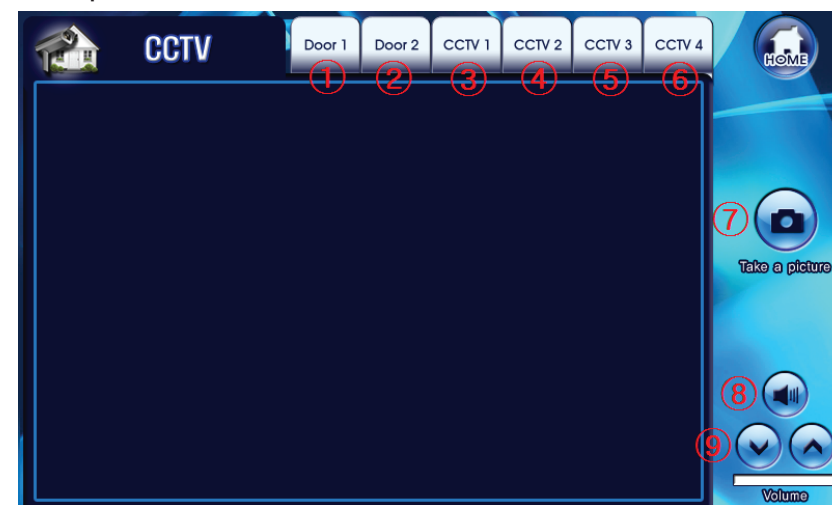 CCTV
Door 1 Door 2 CCTV 1 CCTV 2 CCTV 3 CCTV 4
HOME
① ② ③ ④ ⑤ ⑥
⑦
Take a picture
⑧
⑨
Volume